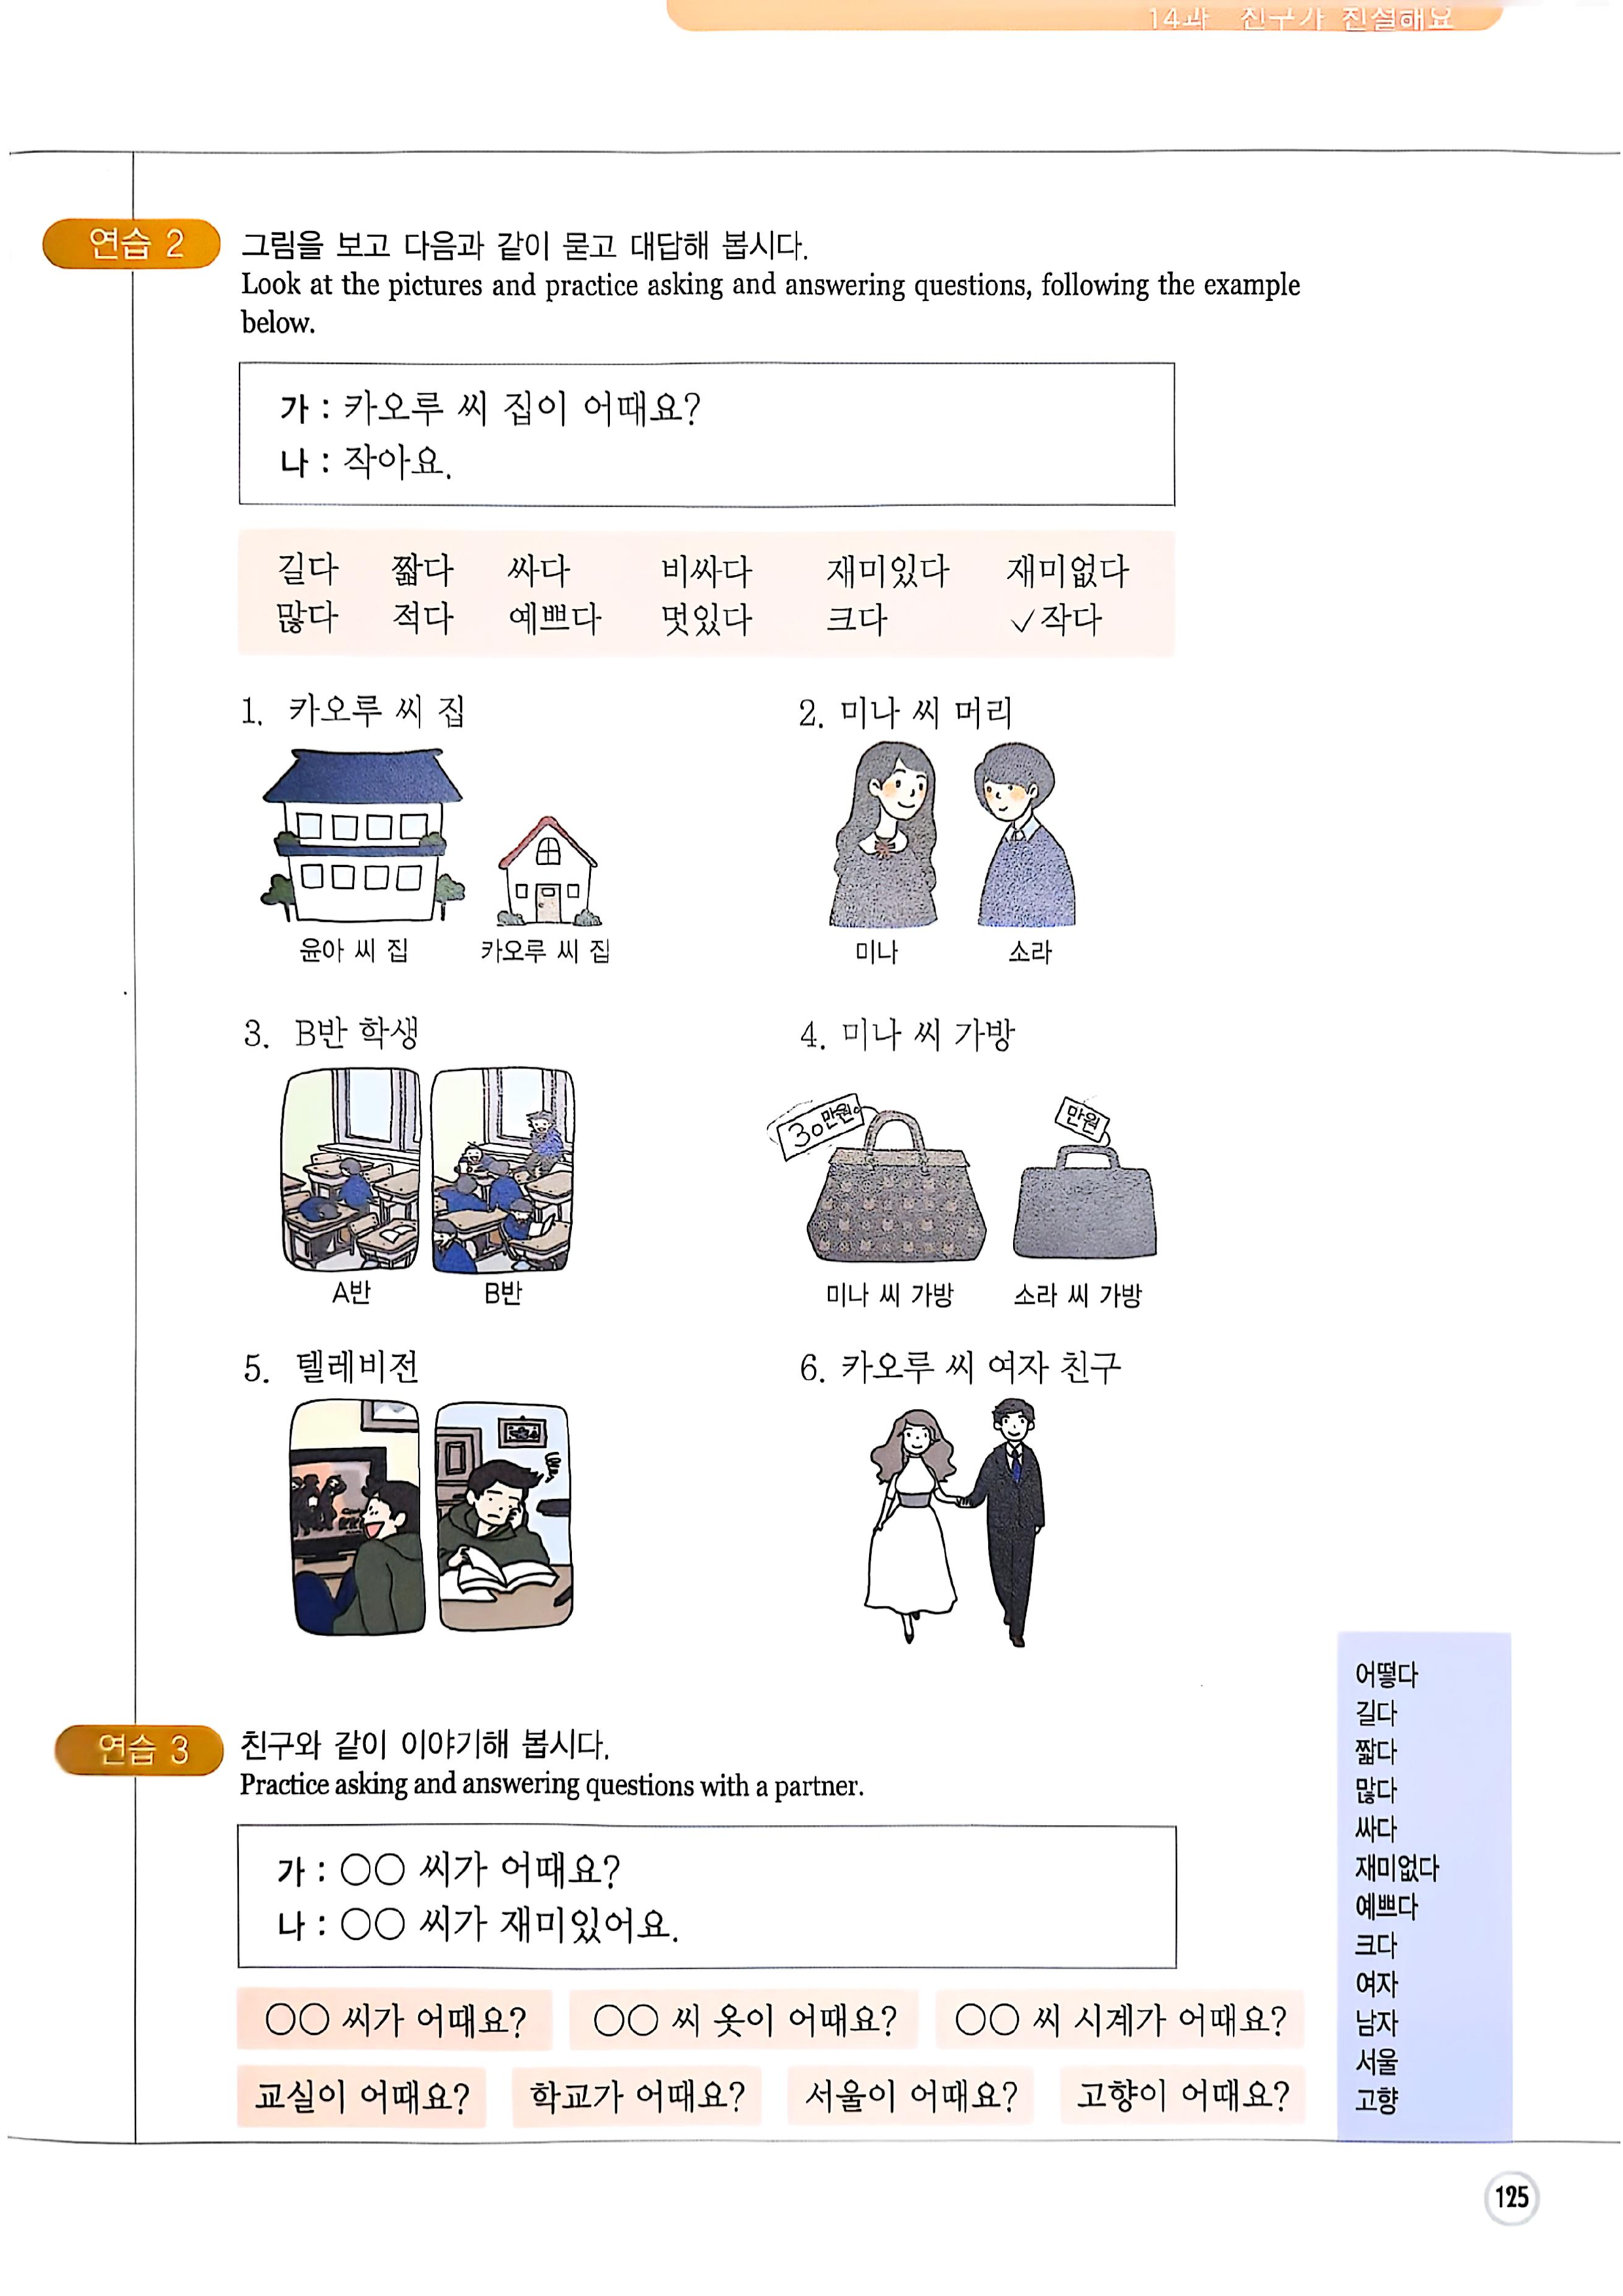 14과 친구가 친절해요
연습 2
그림을 보고 다음과 같이 묻고 대답해 봅시다.
Look at the pictures and practice asking and answering questions, following the example
below.
가 : 카오루 씨 집이 어때요?
나 : 작아요.
길다 짧다 싸다 비싸다 재미있다 재미없다
많다 적다 예쁘다 멋있다 크다 ✓작다
1. 카오루 씨 집
윤아 씨 집 카오루 씨 집
2. 미나 씨 머리
미나 소라
3. B반 학생
A반 B반
4. 미나 씨 가방
30만원 만원
미나 씨 가방 소라 씨 가방
5. 텔레비전
6. 카오루 씨 여자 친구
연습 3
친구와 같이 이야기해 봅시다.
Practice asking and answering questions with a partner.
가 : ○○ 씨가 어때요?
나 : ○○ 씨가 재미있어요.
○○ 씨가 어때요? ○○ 씨 옷이 어때요? ○○ 씨 시계가 어때요?
교실이 어때요? 학교가 어때요? 서울이 어때요? 고향이 어때요?
어떻다
길다
짧다
많다
싸다
재미없다
예쁘다
크다
여자
남자
서울
고향
125